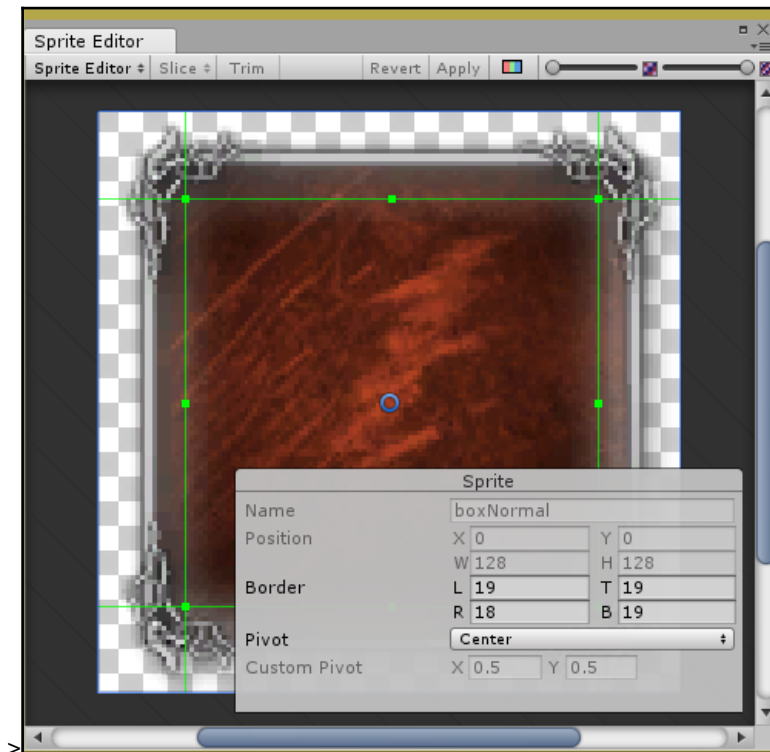 Sprite Editor
Sprite Editor Slice Trim Revert Apply
Sprite
Name boxNormal
Position X 0 Y 0
W 128 H 128
Border L 19 T 19
R 18 B 19
Pivot Center
Custom Pivot X 0.5 Y 0.5
>